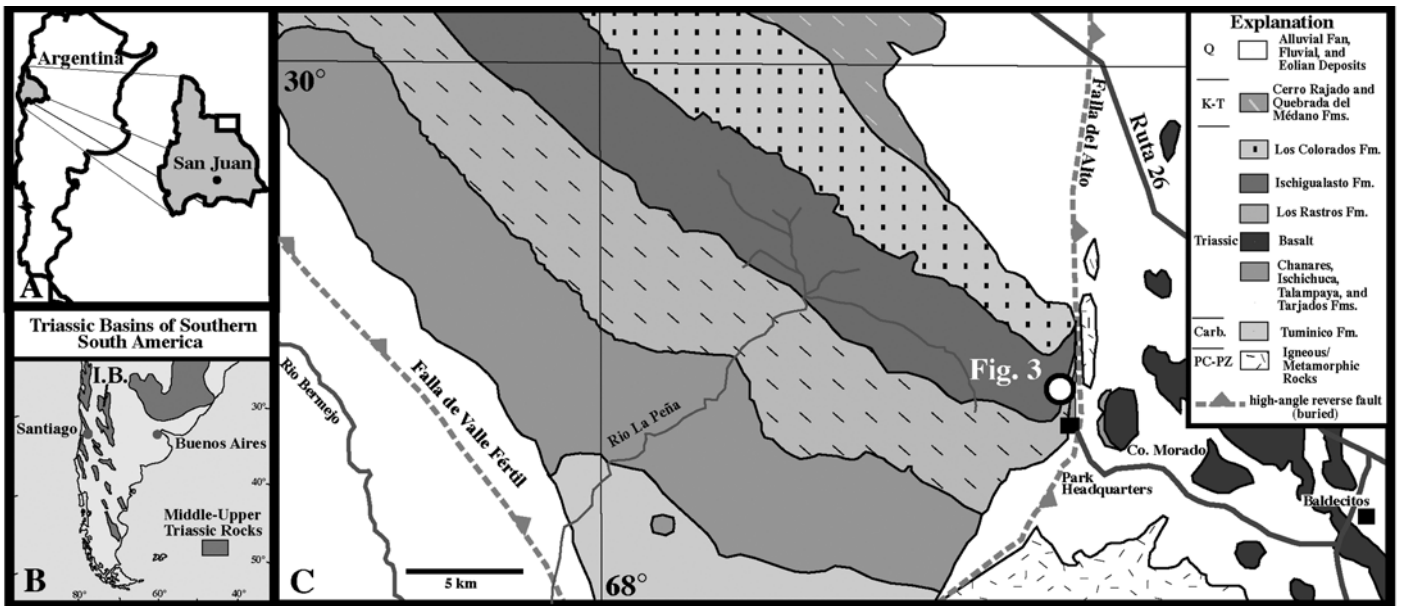 Argentina
San Juan
A
Triassic Basins of Southern
South America
I.B.
30°
Santiago
Buenos Aires
40°
Middle-Upper
Triassic Rocks
50°
B
80°
60°
40°
30°
Falla del Alto
Ruta 26
Fig. 3
Falla de Valle Fértil
Rio Bermejo
Rio La Peña
Co. Morado
Park
Headquarters
Baldecitos
5 km
68°
C
Explanation
Q
Alluvial Fan,
Fluvial, and
Eolian Deposits
K-T
Cerro Rajado and
Quebrada del
Médano Fms.
Los Colorados Fm.
Ischigualasto Fm.
Los Rastros Fm.
Triassic
Basalt
Chanares,
Ischichuca,
Talampaya, and
Tarjados Fms.
Carb.
Tuminico Fm.
PC-PZ
Igneous/
Metamorphic
Rocks
high-angle reverse fault
(buried)